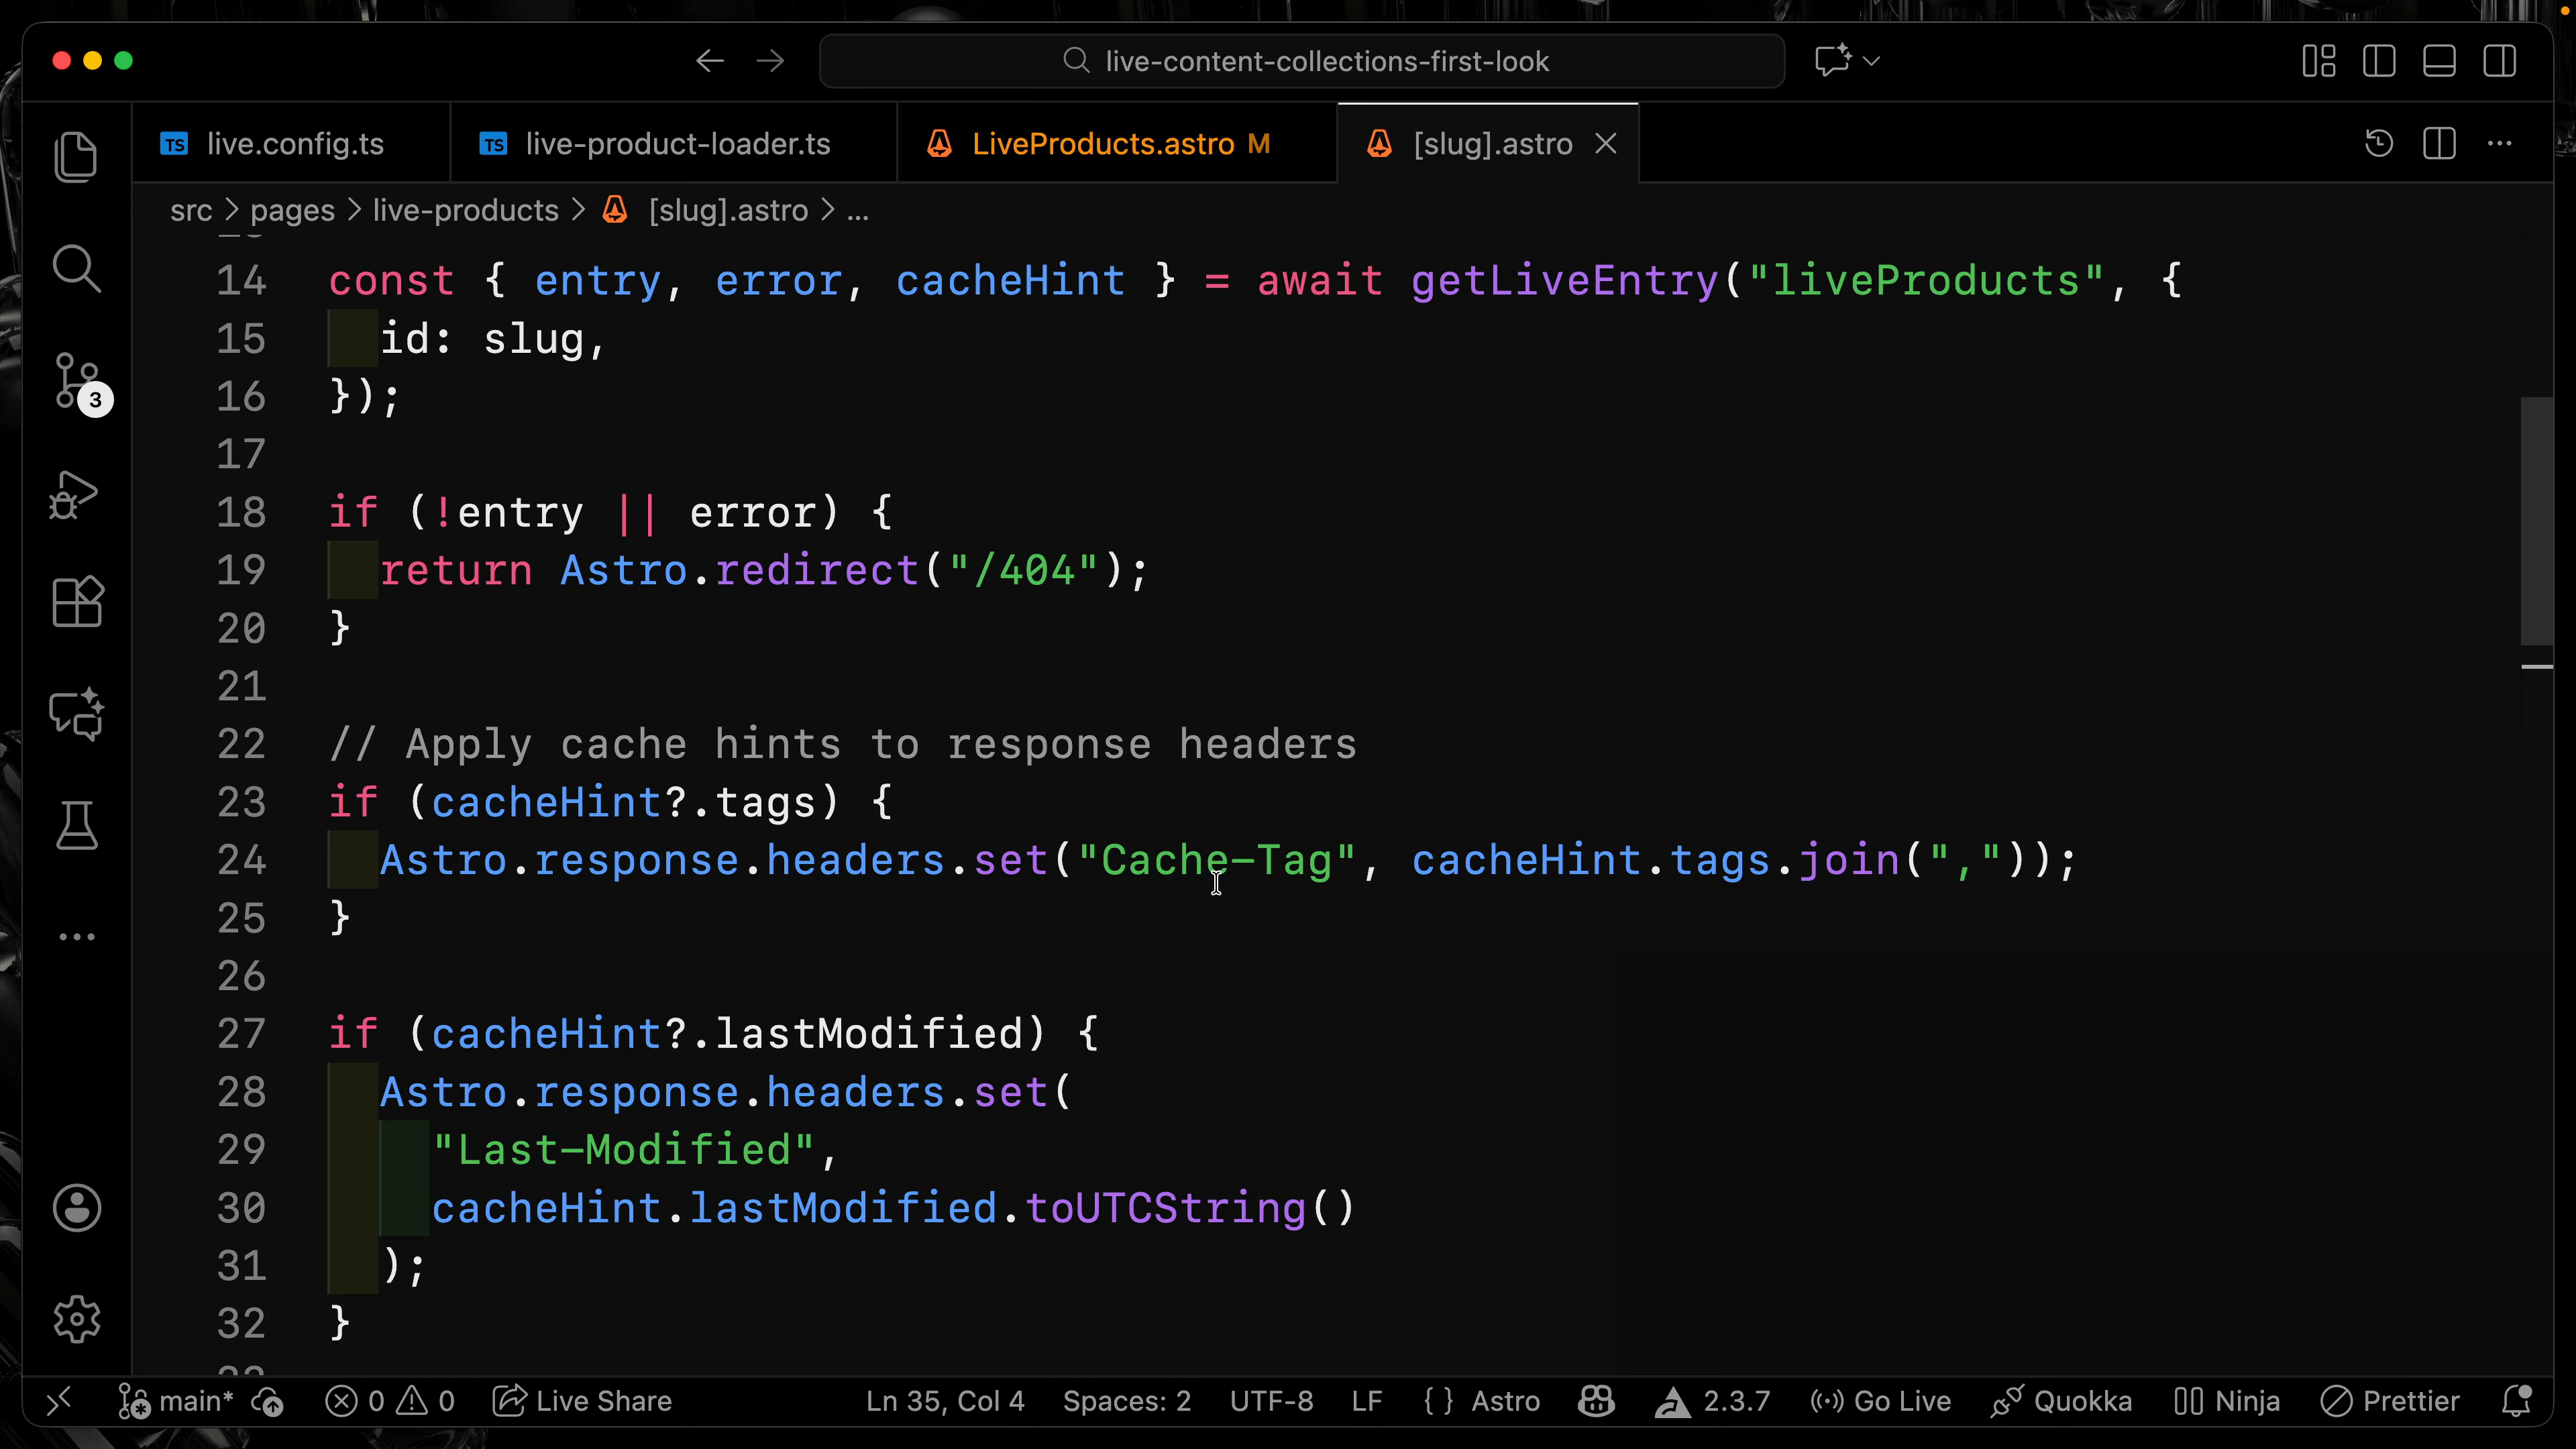 live-content-collections-first-look
TS live.config.ts
TS live-product-loader.ts
LiveProducts.astro M
[slug].astro
src > pages > live-products > [slug].astro > ...
14 const { entry, error, cacheHint } = await getLiveEntry("liveProducts", {
15 id: slug,
16 });
17
18 if (!entry || error) {
19 return Astro.redirect("/404");
20 }
21
22 // Apply cache hints to response headers
23 if (cacheHint?.tags) {
24 Astro.response.headers.set("Cache-Tag", cacheHint.tags.join(","));
25 }
26
27 if (cacheHint?.lastModified) {
28 Astro.response.headers.set(
29 "Last-Modified",
30 cacheHint.lastModified.toUTCString()
31 );
32 }
3
main* 0 0 Live Share Ln 35, Col 4 Spaces: 2 UTF-8 LF { } Astro 2.3.7 Go Live Quokka Ninja Prettier